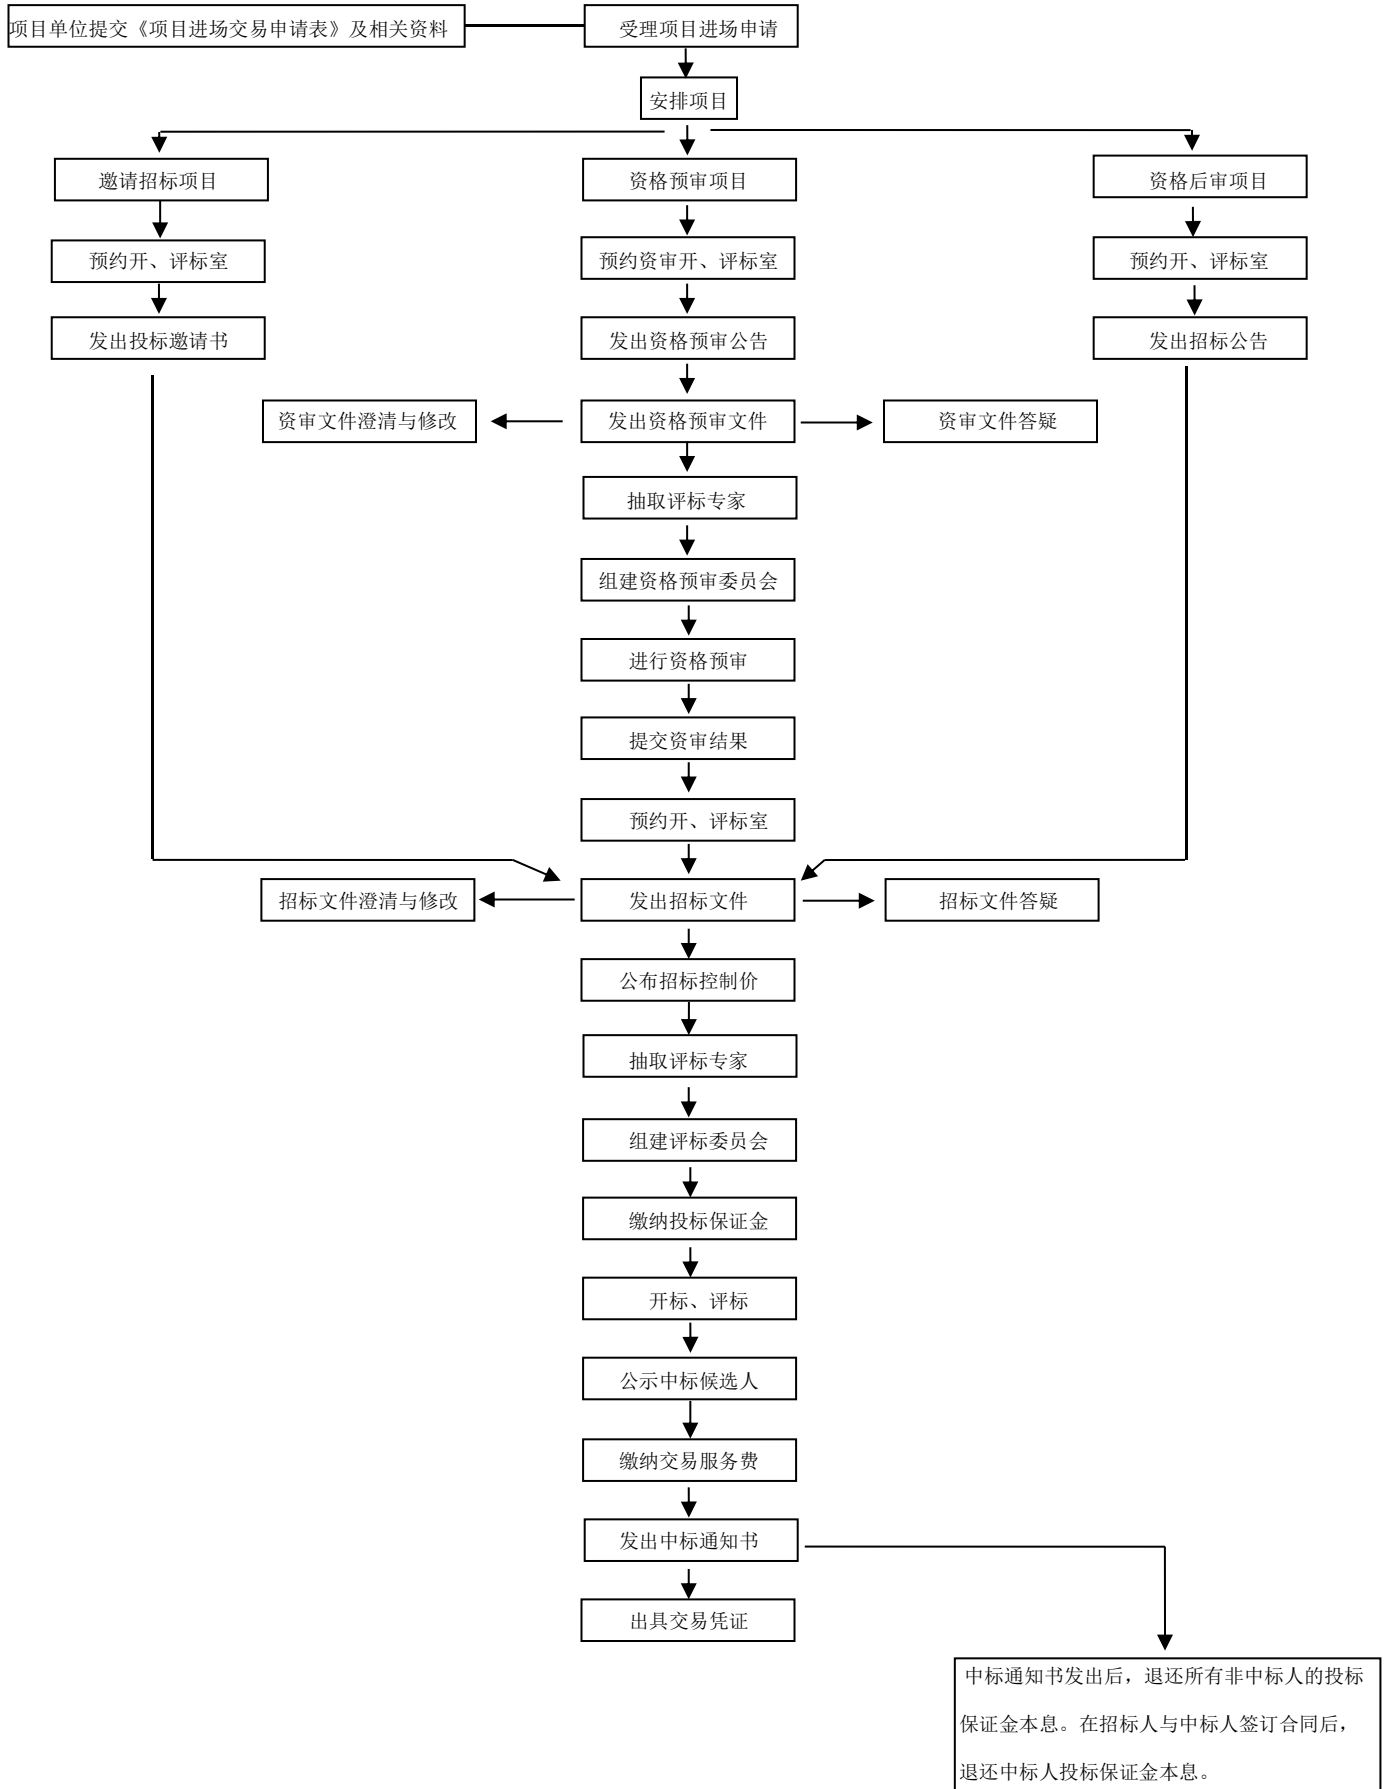 项目单位提交《项目进场交易申请表》及相关资料
受理项目进场申请
安排项目
邀请招标项目
资格预审项目
资格后审项目
预约开、评标室
预约资审开、评标室
预约开、评标室
发出投标邀请书
发出资格预审公告
发出招标公告
资审文件澄清与修改
发出资格预审文件
资审文件答疑
抽取评标专家
组建资格预审委员会
进行资格预审
提交资审结果
预约开、评标室
招标文件澄清与修改
发出招标文件
招标文件答疑
公布招标控制价
抽取评标专家
组建评标委员会
缴纳投标保证金
开标、评标
公示中标候选人
缴纳交易服务费
发出中标通知书
出具交易凭证
中标通知书发出后，退还所有非中标人的投标
保证金本息。在招标人与中标人签订合同后，
退还中标人投标保证金本息。